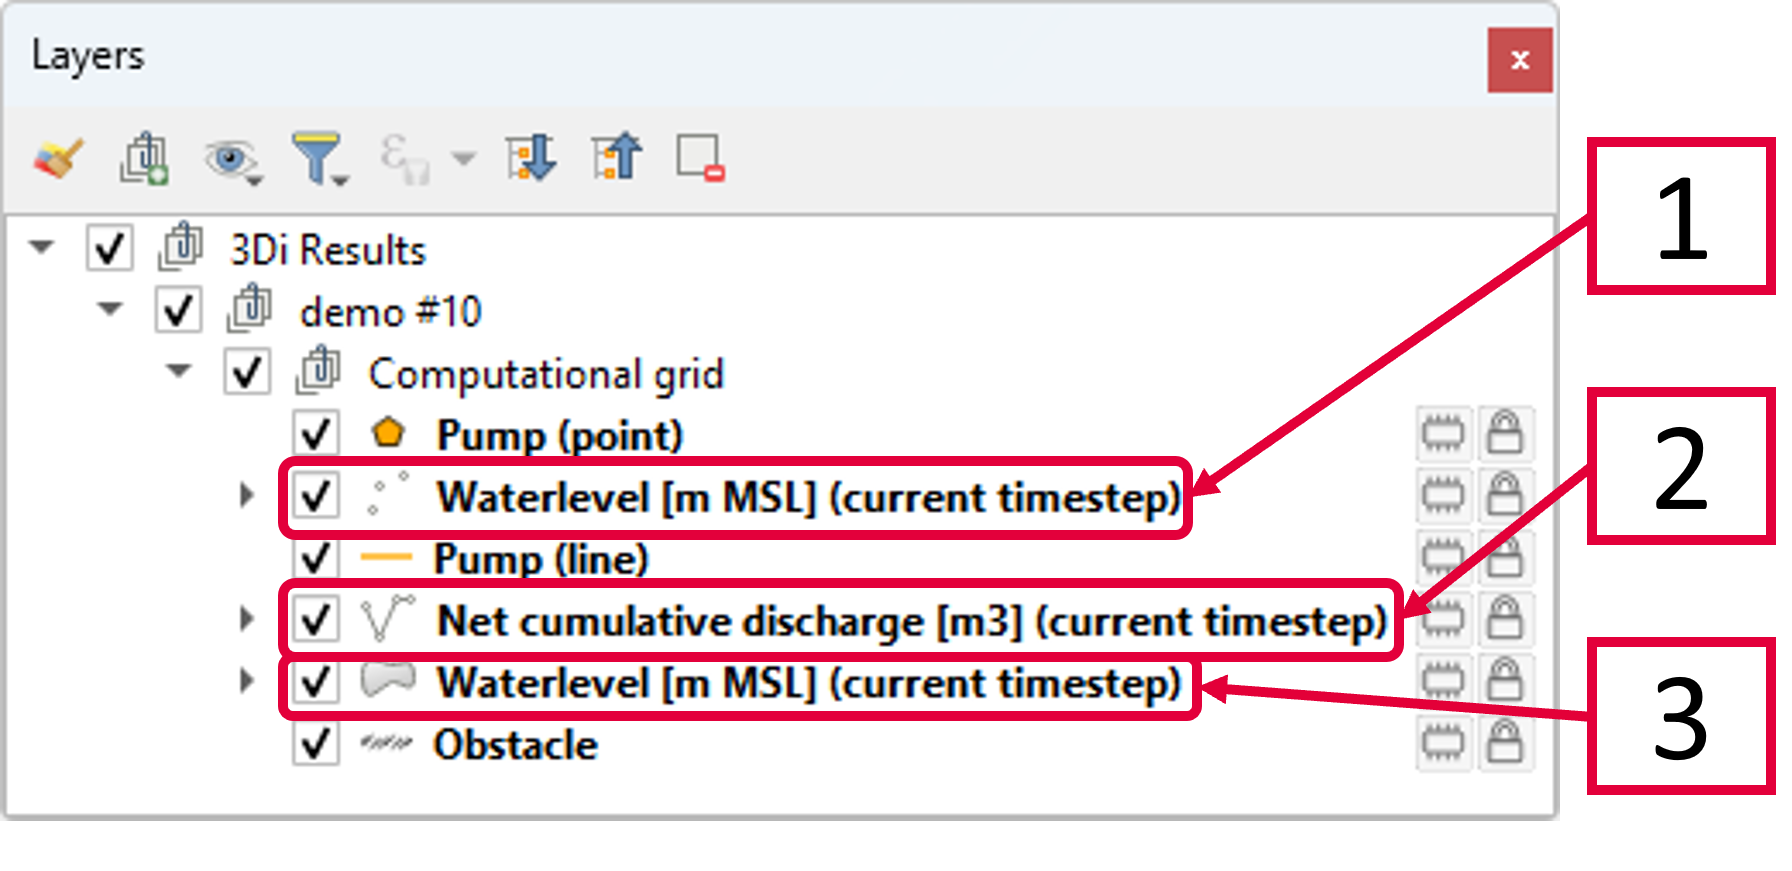 Layers
x
3Di Results
demo #10
Computational grid
Pump (point)
Waterlevel [m MSL] (current timestep)
Pump (line)
Net cumulative discharge [m3] (current timestep)
Waterlevel [m MSL] (current timestep)
Obstacle
1
2
3